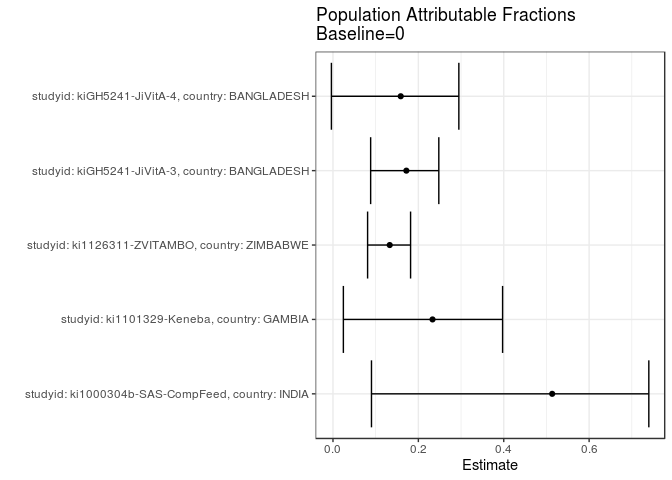 Population Attributable Fractions
Baseline=0
studyid: kiGH5241-JiVitA-4, country: BANGLADESH
studyid: kiGH5241-JiVitA-3, country: BANGLADESH
studyid: ki1126311-ZVITAMBO, country: ZIMBABWE
studyid: ki1101329-Keneba, country: GAMBIA
studyid: ki1000304b-SAS-CompFeed, country: INDIA
0.0 0.2 0.4 0.6
Estimate